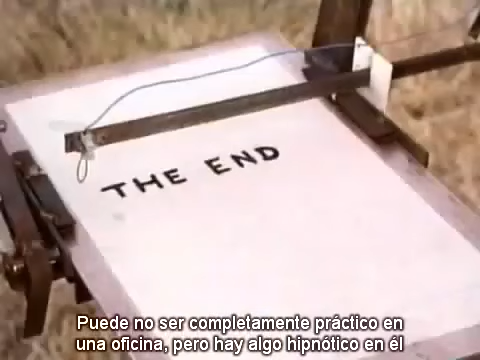 THE END
Puede no ser completamente práctico en
una oficina, pero hay algo hipnótico en él